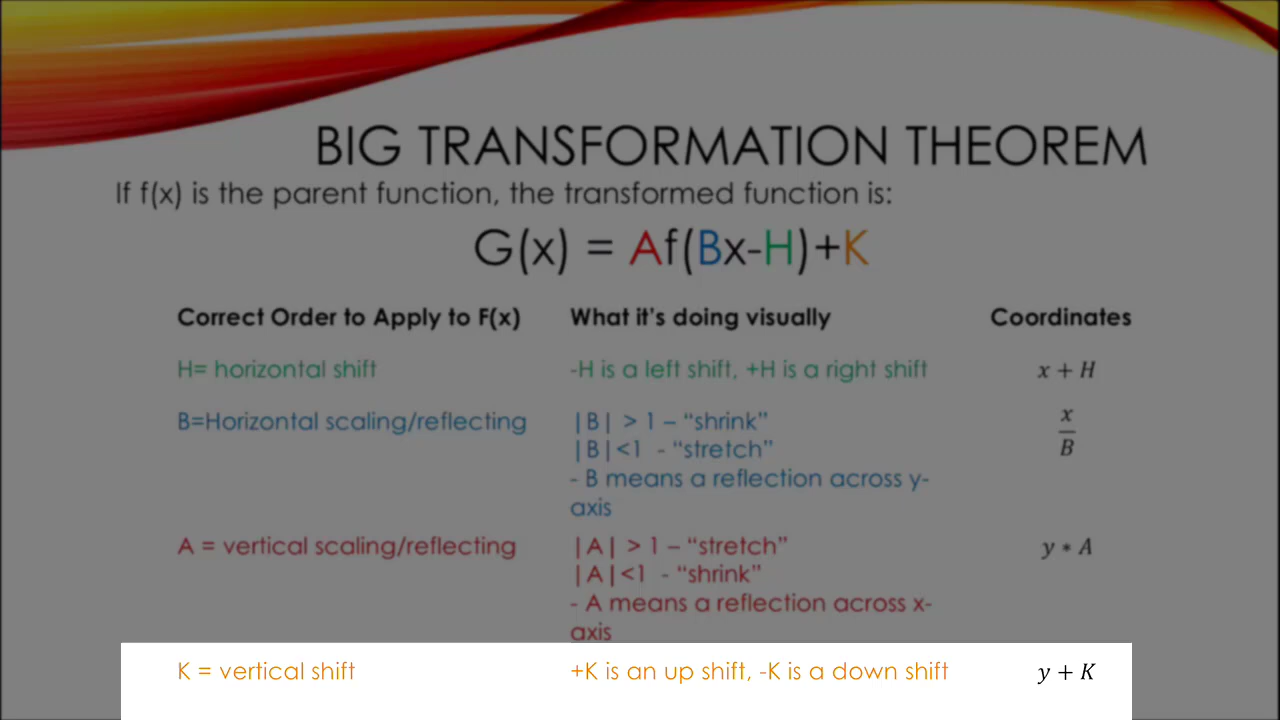 BIG TRANSFORMATION THEOREM
If f(x) is the parent function, the transformed function is:
G(x) = Af(Bx-H)+K
Correct Order to Apply to F(x) What it's doing visually Coordinates
H= horizontal shift -H is a left shift, +H is a right shift x + H
B=Horizontal scaling/reflecting |B| > 1 – “shrink” x/B
|B|<1 - “stretch”
- B means a reflection across y-
axis
A = vertical scaling/reflecting |A| > 1 – “stretch” y ∗ A
|A|<1 - “shrink”
- A means a reflection across x-
axis
K = vertical shift +K is an up shift, -K is a down shift y + K